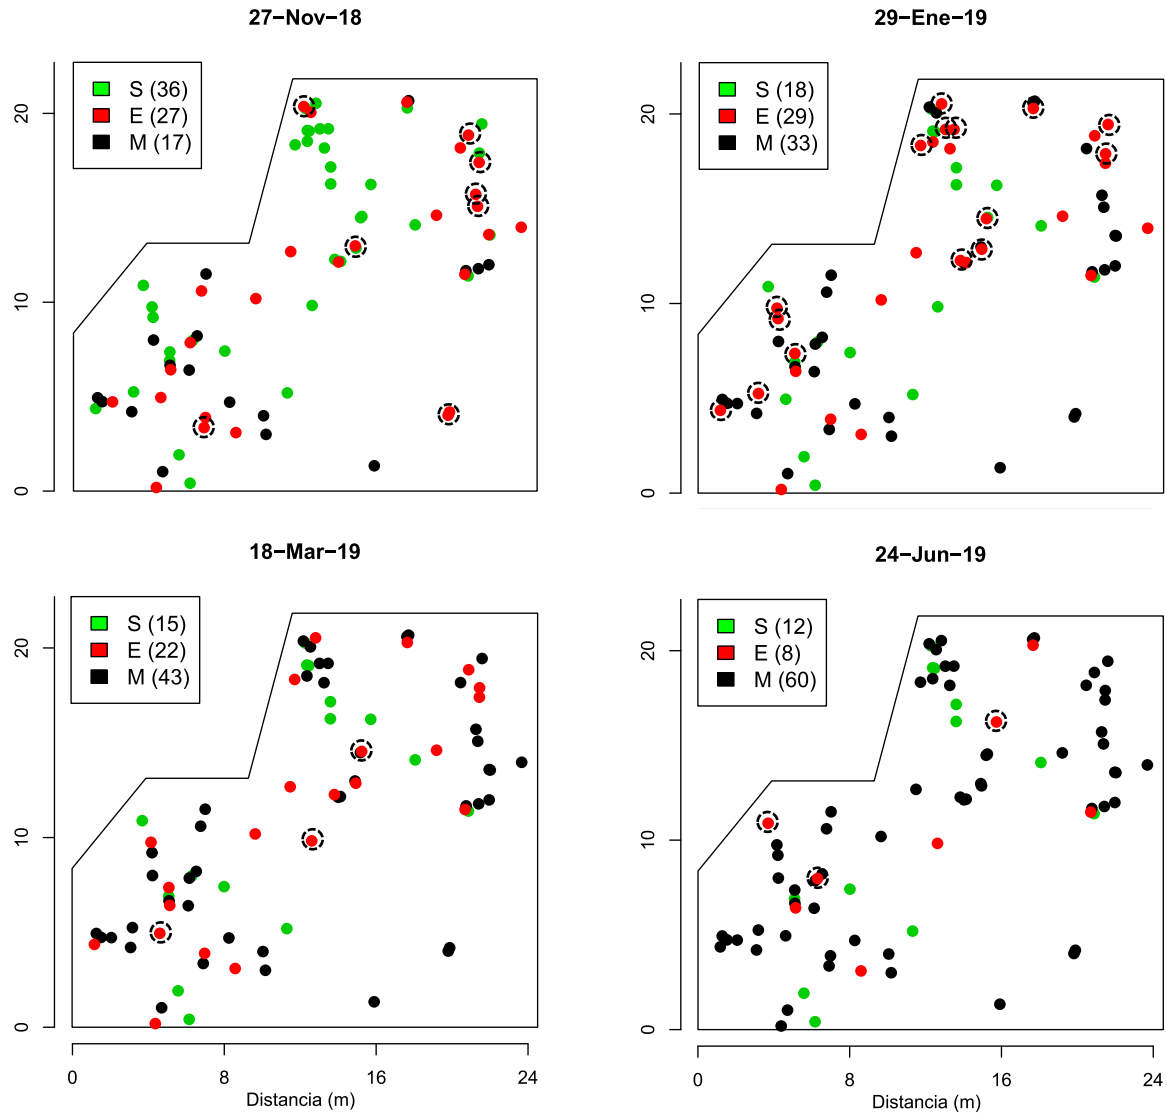 27-Nov-18
S (36)
E (27)
M (17)
20
10
0
29-Ene-19
S (18)
E (29)
M (33)
20
10
0
18-Mar-19
S (15)
E (22)
M (43)
20
10
0
0 8 16 24
Distancia (m)
24-Jun-19
S (12)
E (8)
M (60)
20
10
0
0 8 16 24
Distancia (m)